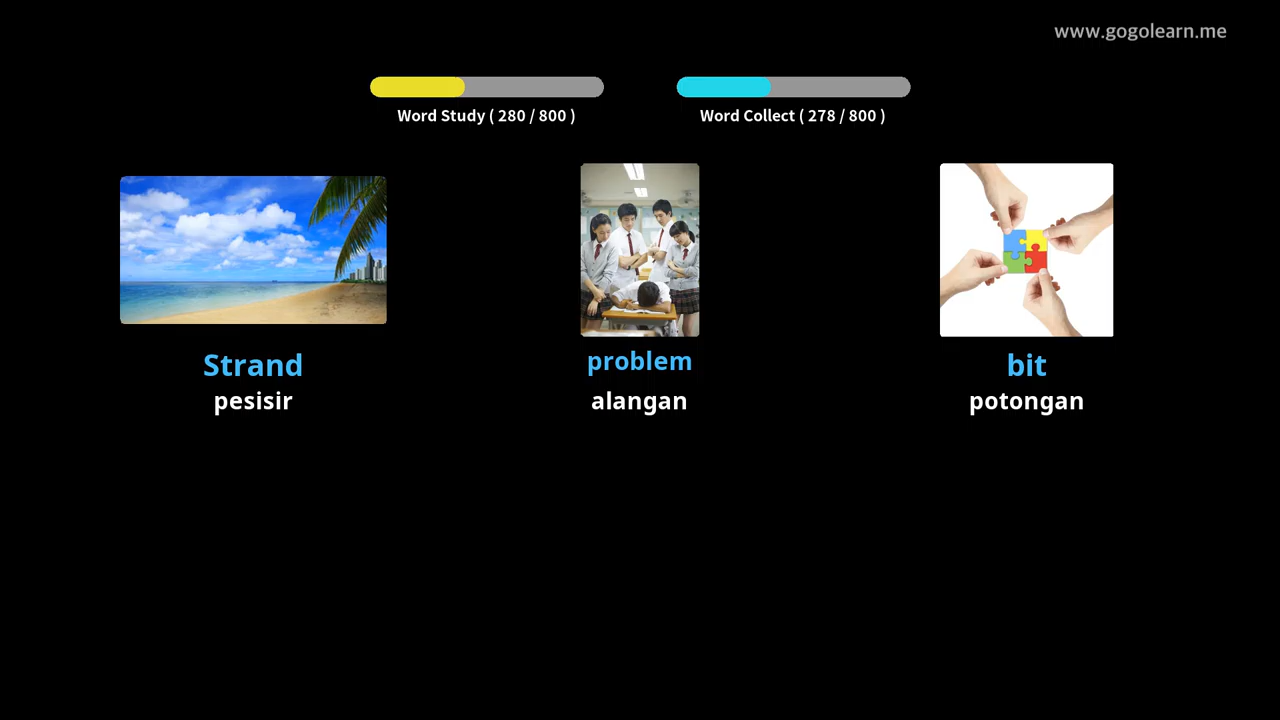 www.gogolearn.me
Word Study ( 280 / 800 )
Word Collect ( 278 / 800 )
Strand
pesisir
problem
alangan
bit
potongan